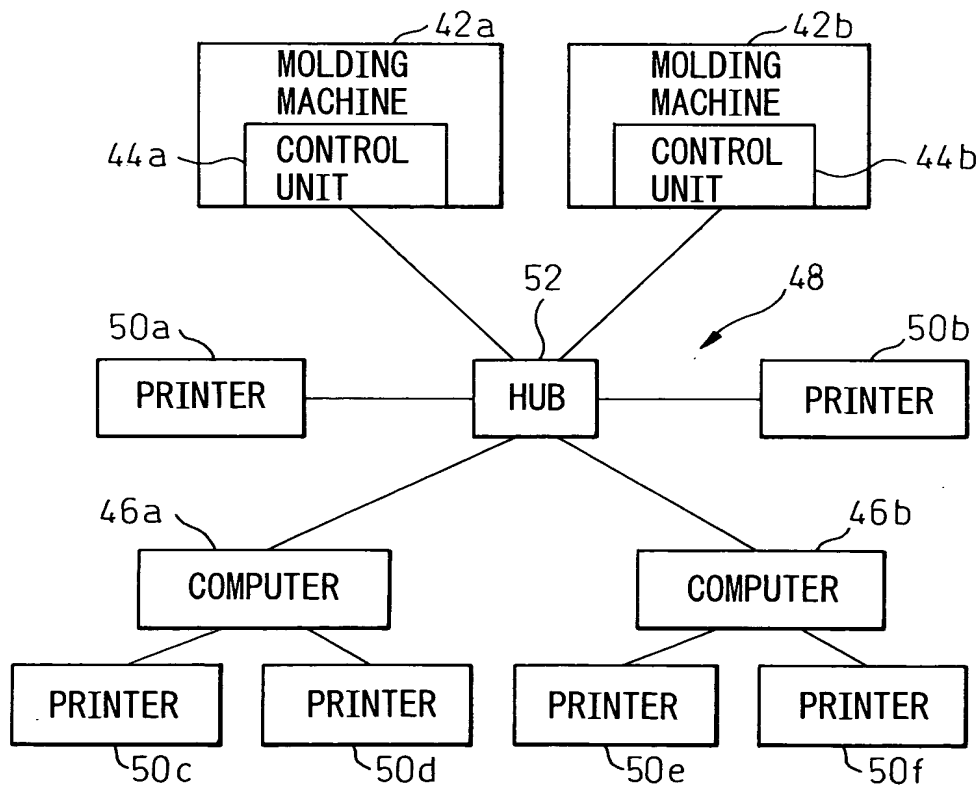 42a
42b
MOLDING
MACHINE
MOLDING
MACHINE
44a
CONTROL
UNIT
CONTROL
UNIT
44b
52
48
50a
50b
PRINTER
HUB
PRINTER
46a
46b
COMPUTER
COMPUTER
PRINTER
PRINTER
PRINTER
PRINTER
50c
50d
50e
50f